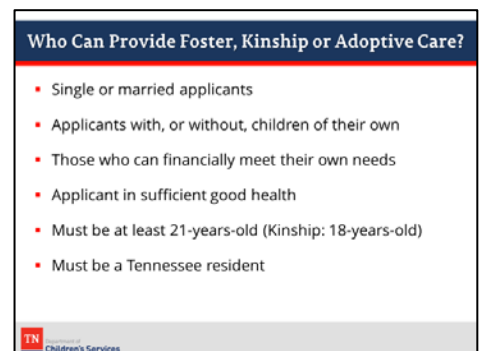 Who Can Provide Foster, Kinship or Adoptive Care?
▪ Single or married applicants
▪ Applicants with, or without, children of their own
▪ Those who can financially meet their own needs
▪ Applicant in sufficient good health
▪ Must be at least 21-years-old (Kinship: 18-years-old)
▪ Must be a Tennessee resident
TN
Department of
Children's Services